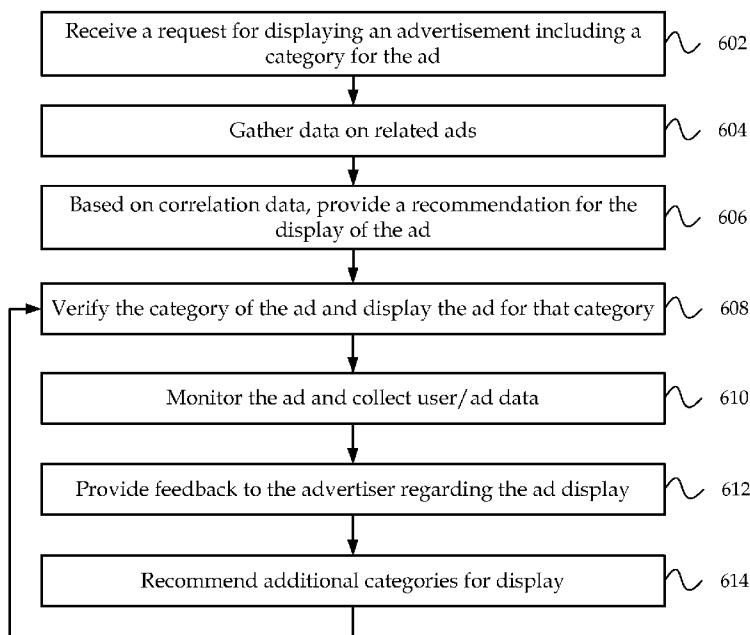 Receive a request for displaying an advertisement including a
category for the ad
602
Gather data on related ads
604
Based on correlation data, provide a recommendation for the
display of the ad
606
Verify the category of the ad and display the ad for that category
608
Monitor the ad and collect user/ad data
610
Provide feedback to the advertiser regarding the ad display
612
Recommend additional categories for display
614